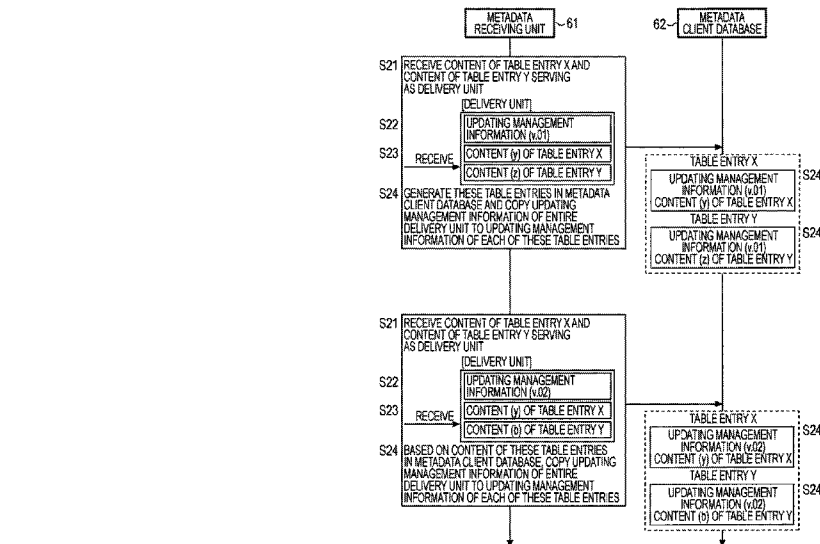 METADATA
RECEIVING UNIT
61
62
METADATA
CLIENT DATABASE
S21
RECEIVE CONTENT OF TABLE ENTRY X AND
CONTENT OF TABLE ENTRY Y SERVING
AS DELIVERY UNIT
[DELIVERY UNIT]
S22
UPDATING MANAGEMENT
INFORMATION (v.01)
S23
RECEIVE
CONTENT (y) OF TABLE ENTRY X
CONTENT (z) OF TABLE ENTRY Y
S24
GENERATE THESE TABLE ENTRIES IN METADATA
CLIENT DATABASE AND COPY UPDATING
MANAGEMENT INFORMATION OF ENTIRE
DELIVERY UNIT TO UPDATING MANAGEMENT
INFORMATION OF EACH OF THESE TABLE ENTRIES
TABLE ENTRY X
UPDATING MANAGEMENT
INFORMATION (v.01)
CONTENT (y) OF TABLE ENTRY X
S24
TABLE ENTRY Y
UPDATING MANAGEMENT
INFORMATION (v.01)
CONTENT (z) OF TABLE ENTRY Y
S24
S21
RECEIVE CONTENT OF TABLE ENTRY X AND
CONTENT OF TABLE ENTRY Y SERVING
AS DELIVERY UNIT
[DELIVERY UNIT]
S22
UPDATING MANAGEMENT
INFORMATION (v.02)
S23
RECEIVE
CONTENT (y) OF TABLE ENTRY X
CONTENT (b) OF TABLE ENTRY Y
S24
BASED ON CONTENT OF THESE TABLE ENTRIES
IN METADATA CLIENT DATABASE, COPY UPDATING
MANAGEMENT INFORMATION OF ENTIRE
DELIVERY UNIT TO UPDATING MANAGEMENT
INFORMATION OF EACH OF THESE TABLE ENTRIES
TABLE ENTRY X
UPDATING MANAGEMENT
INFORMATION (v.02)
CONTENT (y) OF TABLE ENTRY X
S24
TABLE ENTRY Y
UPDATING MANAGEMENT
INFORMATION (v.02)
CONTENT (b) OF TABLE ENTRY Y
S24